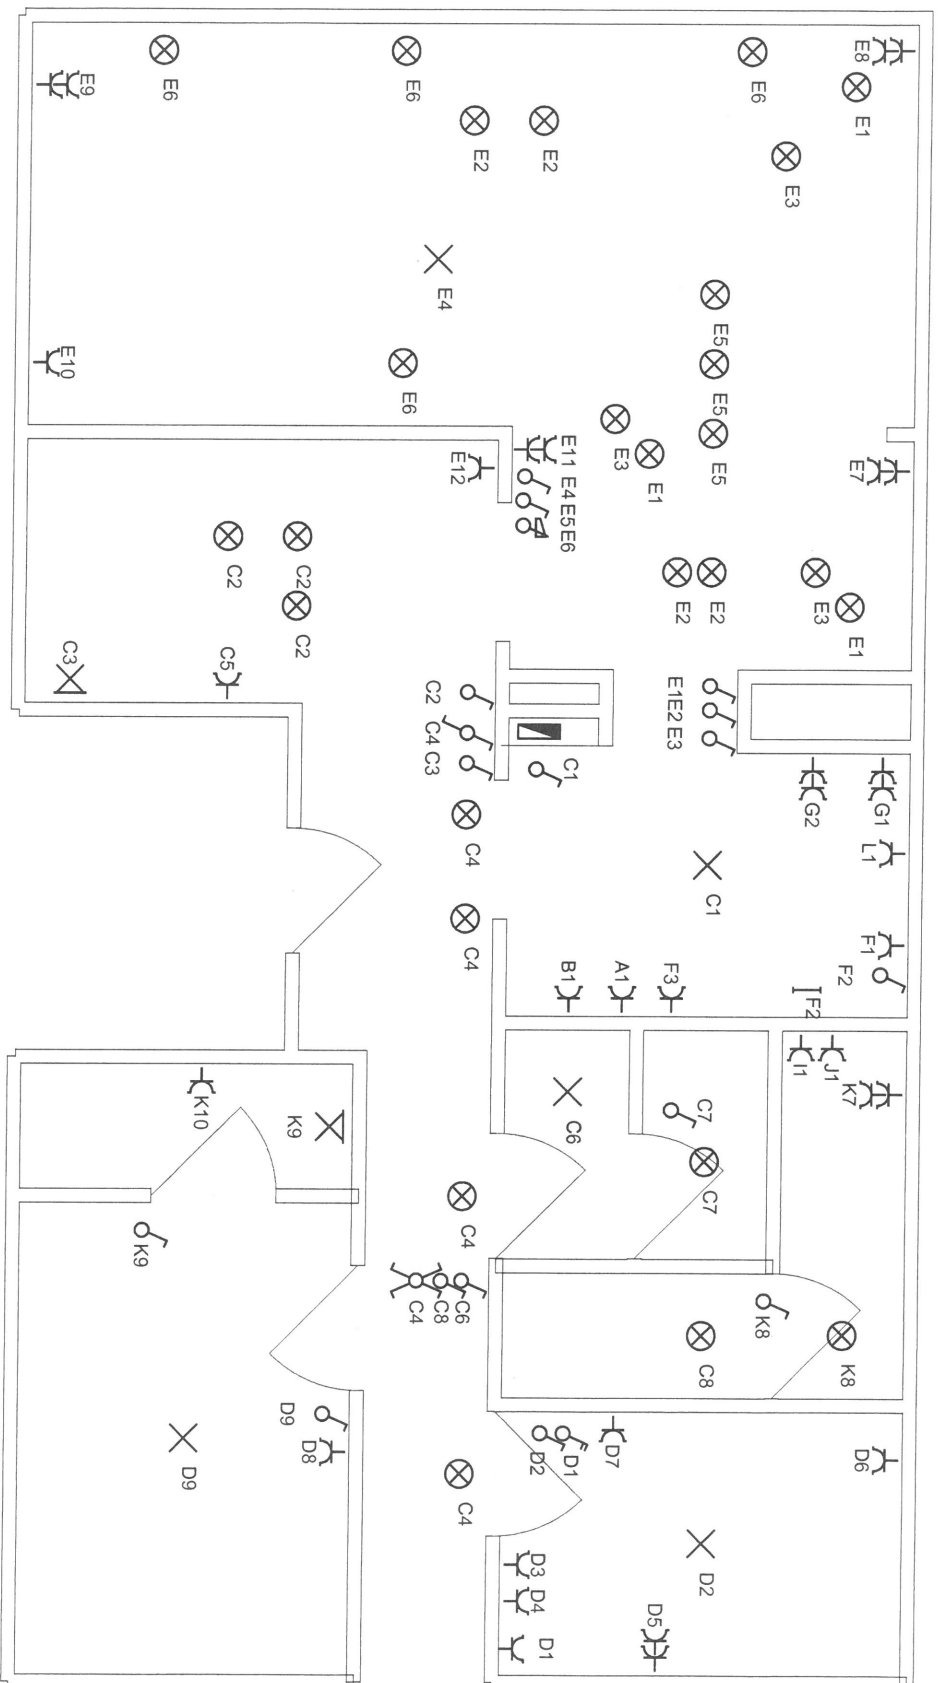 E8
E9
E6
E6
E6
E1
E2
E2
E3
E4
E5
E10
E6
E5
E5
E3
E1
E11
E12
E7
E4 E5 E6
C2
C2
E2
E2
E3
E1
C2
C3
C5
C2
E1E2 E3
C4 C3
C1
G2
G1
C4
L1
C1
C4
F1
B1
A1
F3
F2
F2
I1
J1
K7
K10
K9
C6
C7
C7
C4
K9
C4
C8
C6
K8
C8
K8
D9
D8
D2
D1
D7
D6
D9
C4
D3
D2
D4
D5
D1